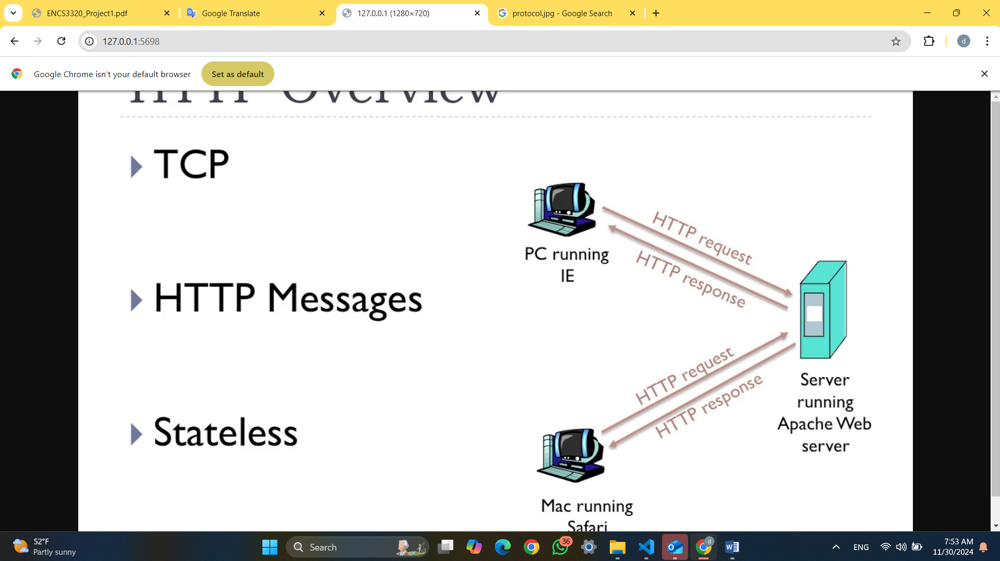 ENCS3320_Project1.pdf
Google Translate
127.0.0.1 (1280×720)
protocol.jpg - Google Search
127.0.0.1:5698
d
Google Chrome isn't your default browser
Set as default
HTTP Overview
TCP
HTTP Messages
Stateless
PC running
IE
HTTP request
HTTP response
HTTP request
HTTP response
Server
running
Apache Web
server
Mac running
Safari
52°F
Partly sunny
Search
36
d
ENG
7:53 AM
11/30/2024